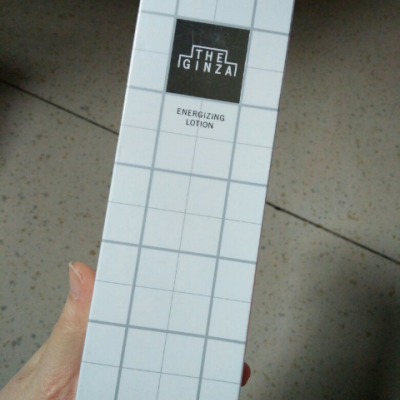 THE
GINZA
ENERGIZING
LOTION